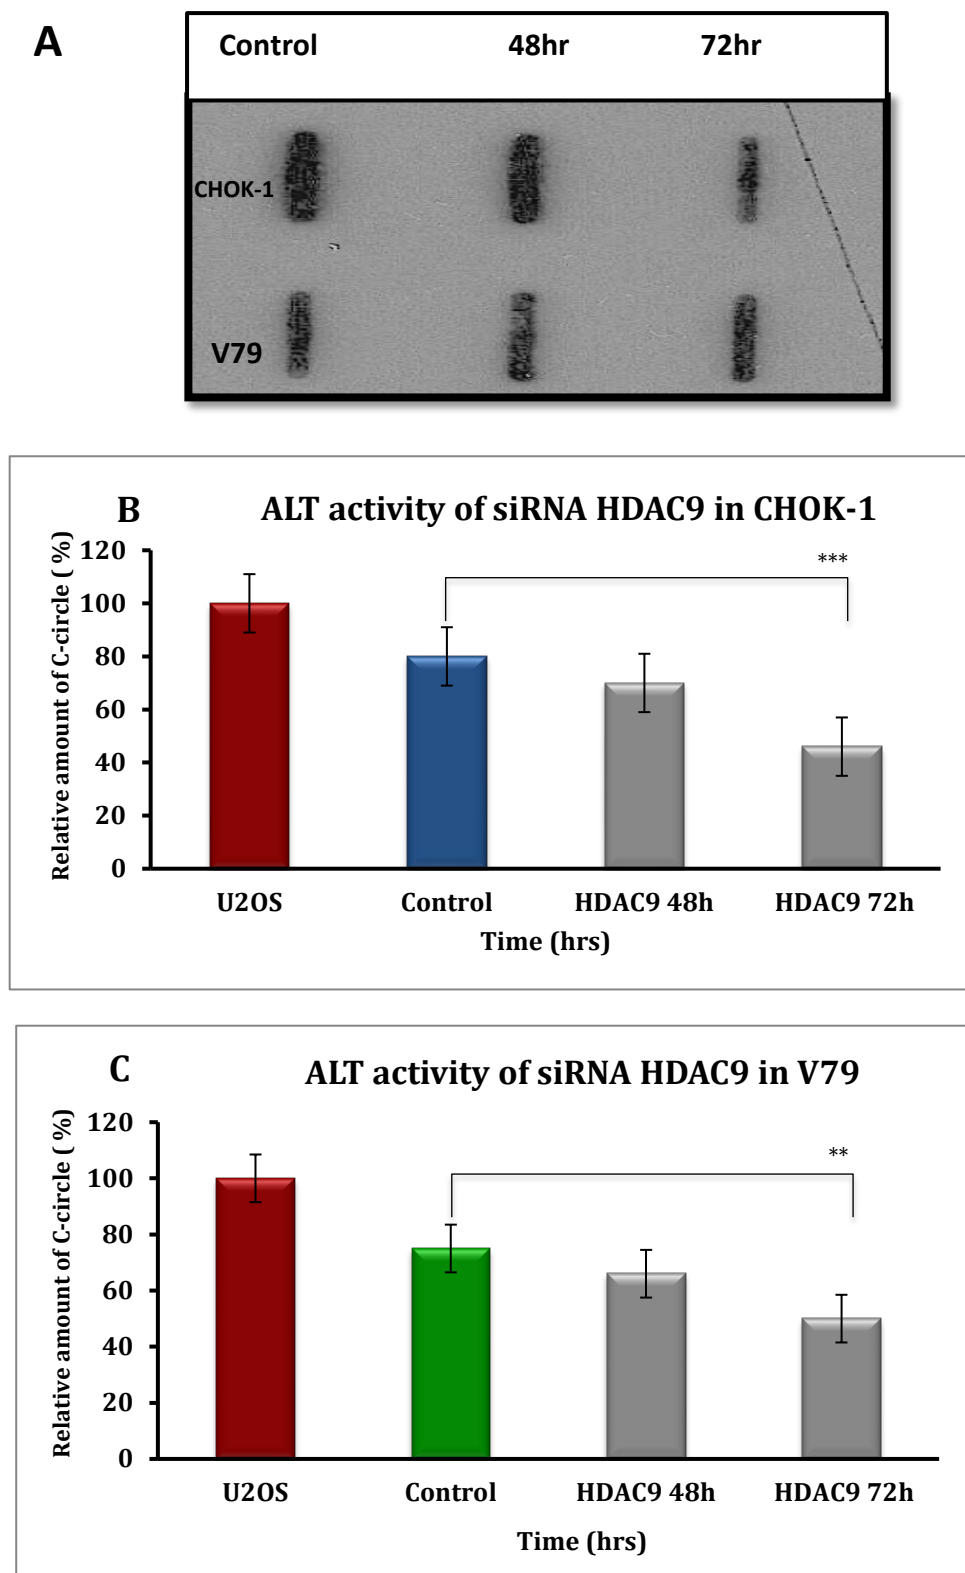 A
Control 48hr 72hr
CHOK-1
V79
B
ALT activity of siRNA HDAC9 in CHOK-1
Relative amount of C-circle ( %)
120
100
80
60
40
20
0
***
U2OS Control HDAC9 48h HDAC9 72h
Time (hrs)
C
ALT activity of siRNA HDAC9 in V79
Relative amount of C-circle ( %)
120
100
80
60
40
20
0
**
U2OS Control HDAC9 48h HDAC9 72h
Time (hrs)